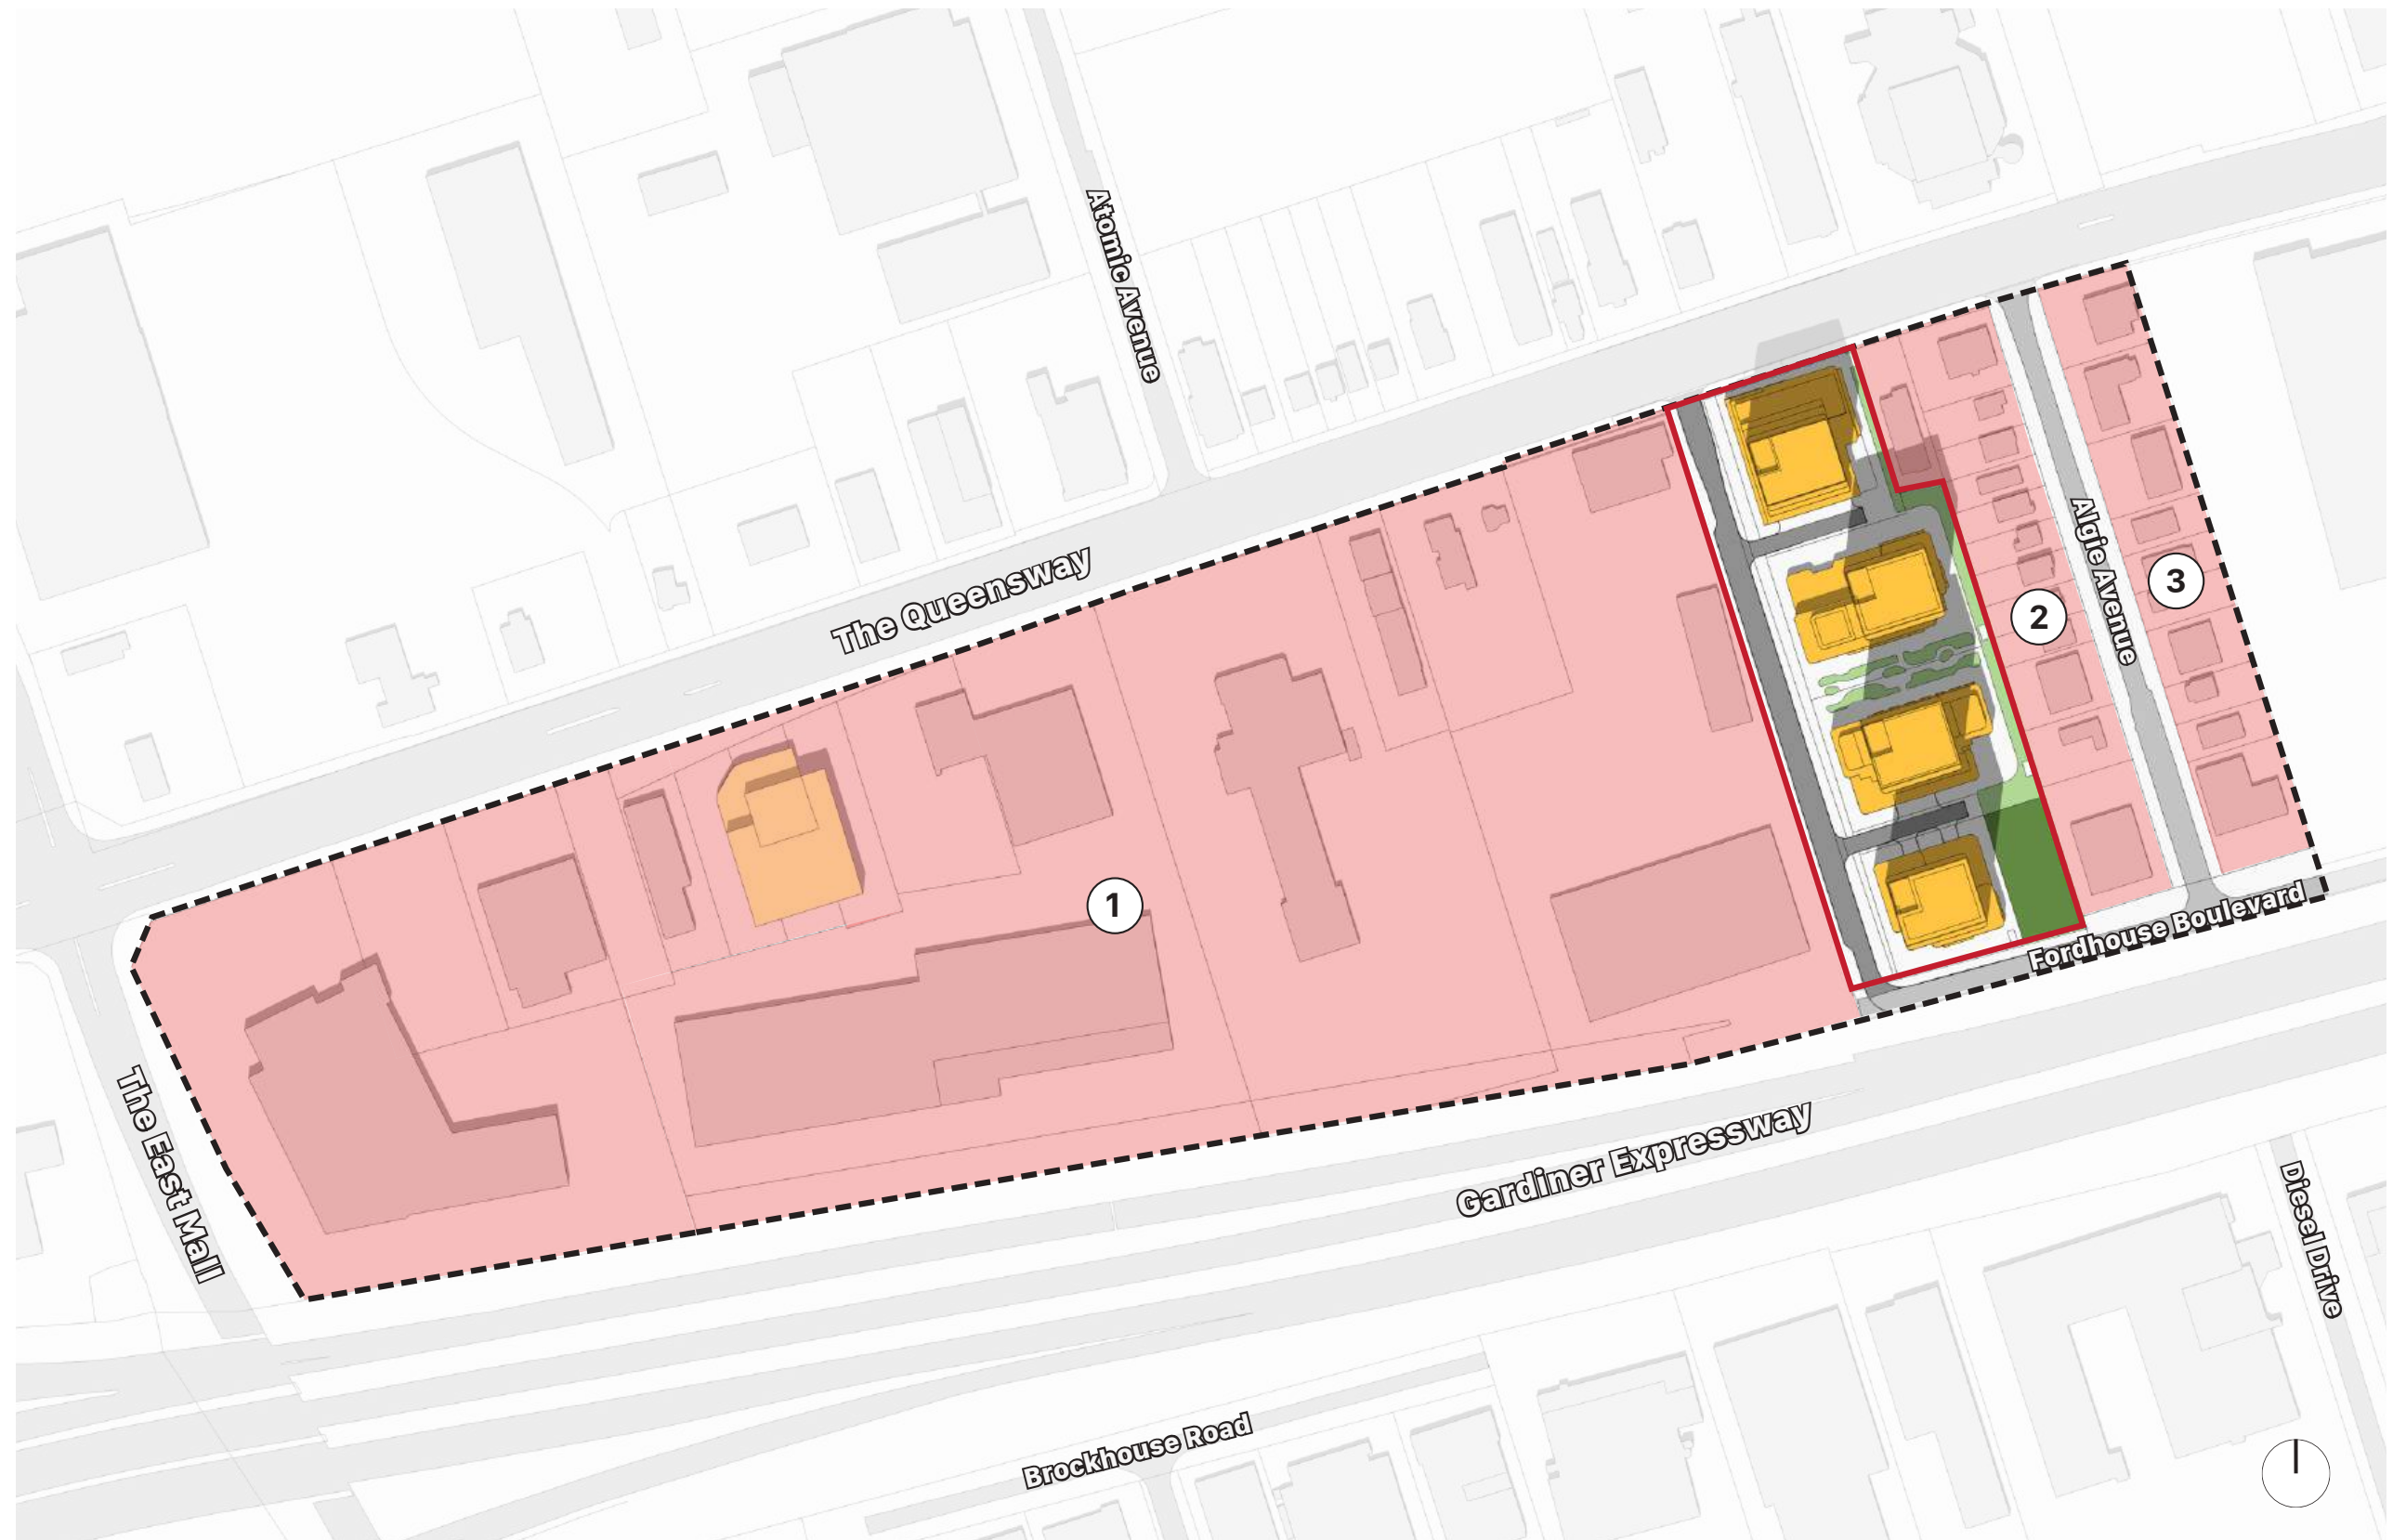 Atomic Avenue
The Queensway
Algie Avenue
3
2
1
Fordhouse Boulevard
The East Mall
Gardiner Expressway
Diesel Drive
Brockhouse Road